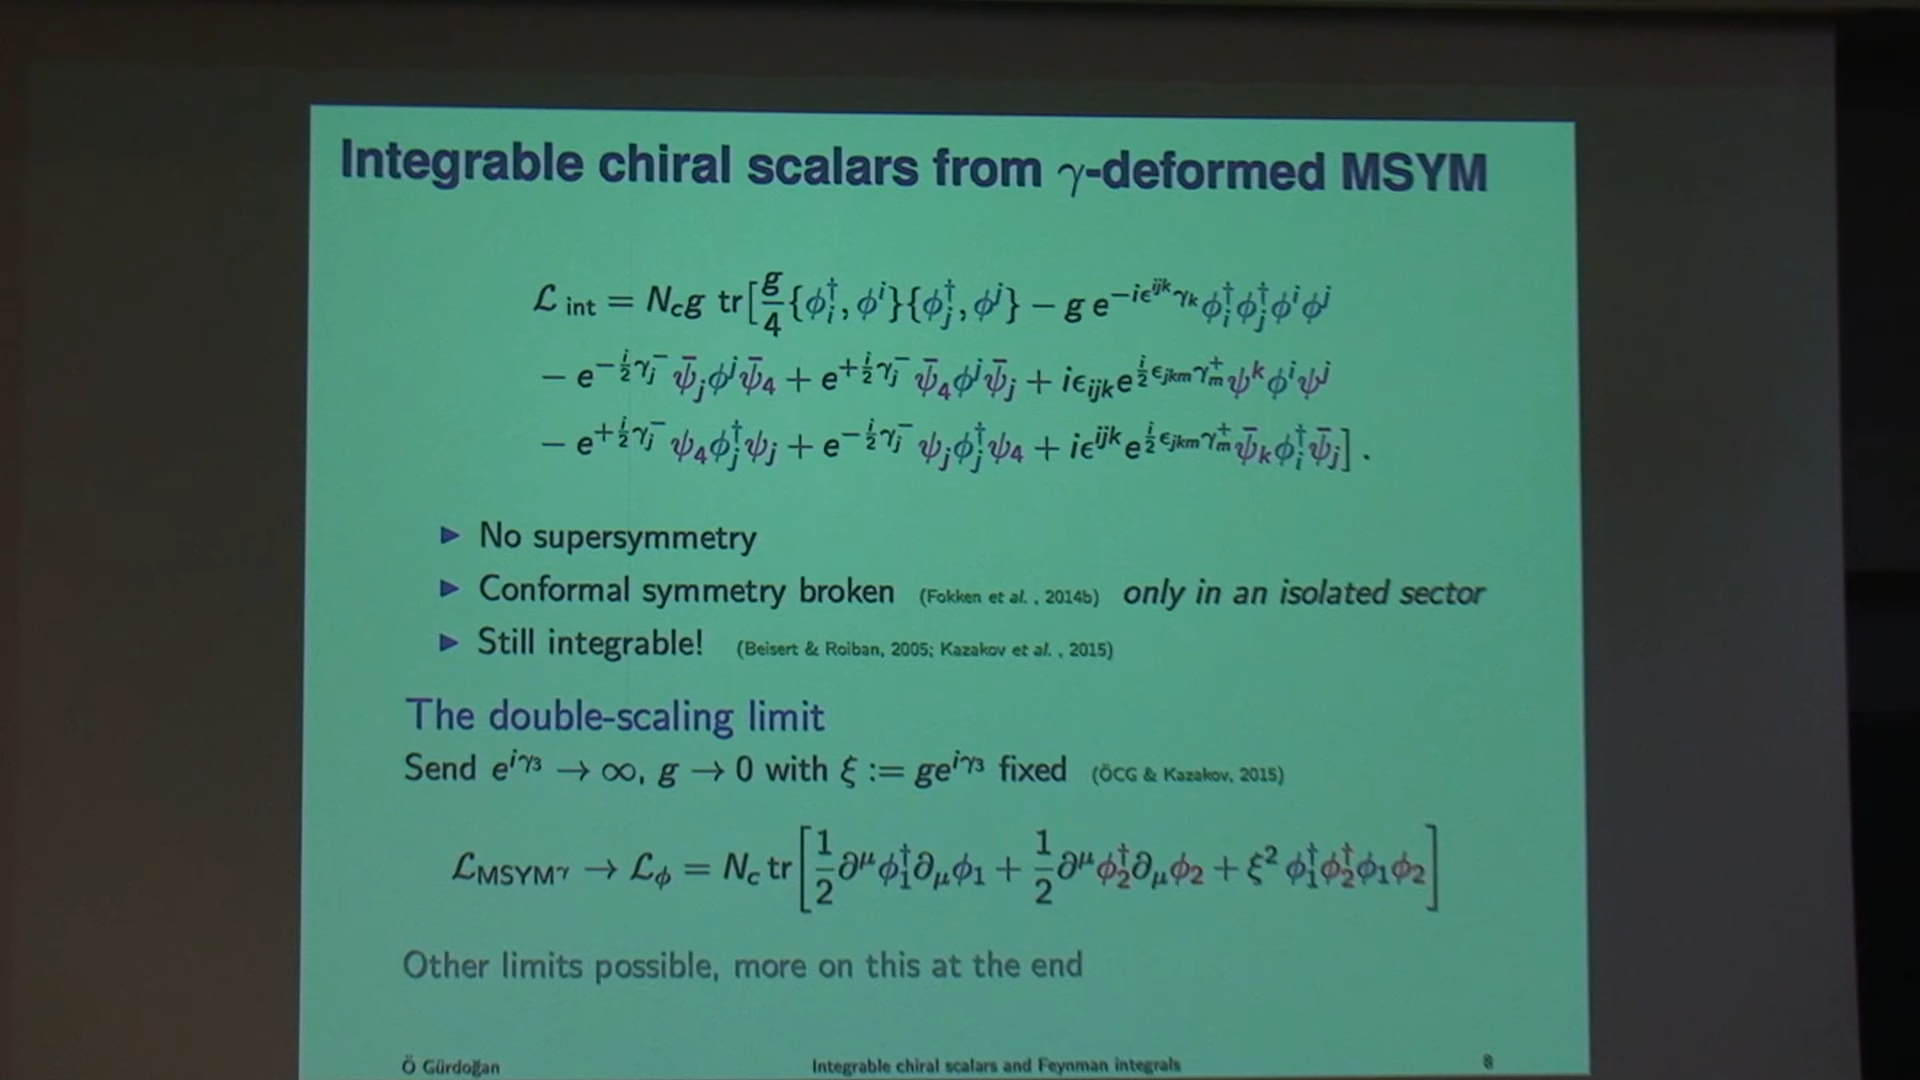 Integrable chiral scalars from γ-deformed MSYM
ℒ int = N_c g tr[g/4 {ϕ_i^†, ϕ^i}{ϕ_j^†, ϕ^j} − g e^{−iϵ^{ijk}γ_k} ϕ_i^† ϕ_j^† ϕ^i ϕ^j
− e^{−i/2 γ_j^−} ψ̄_j ϕ^j ψ̄_4 + e^{+i/2 γ_j^−} ψ̄_4 ϕ^j ψ̄_j + iϵ_{ijk} e^{i/2 ϵ_{jkm} γ_m^+} ψ^k ϕ^i ψ^j
− e^{+i/2 γ_j^−} ψ_4 ϕ_j^† ψ_j + e^{−i/2 γ_j^−} ψ_j ϕ_j^† ψ_4 + iϵ^{ijk} e^{i/2 ϵ_{jkm} γ_m^+} ψ̄_k ϕ_i^† ψ̄_j] .
▶ No supersymmetry
▶ Conformal symmetry broken (Fokken et al. , 2014b) only in an isolated sector
▶ Still integrable! (Beisert & Roiban, 2005; Kazakov et al. , 2015)
The double-scaling limit
Send e^{iγ_3} → ∞, g → 0 with ξ := ge^{iγ_3} fixed (ÖCG & Kazakov, 2015)
ℒ_{MSYM^γ} → ℒ_ϕ = N_c tr[1/2 ∂^μ ϕ_1^† ∂_μ ϕ_1 + 1/2 ∂^μ ϕ_2^† ∂_μ ϕ_2 + ξ^2 ϕ_1^† ϕ_2^† ϕ_1 ϕ_2]
Other limits possible, more on this at the end
Ö Gürdoğan Integrable chiral scalars and Feynman integrals 8